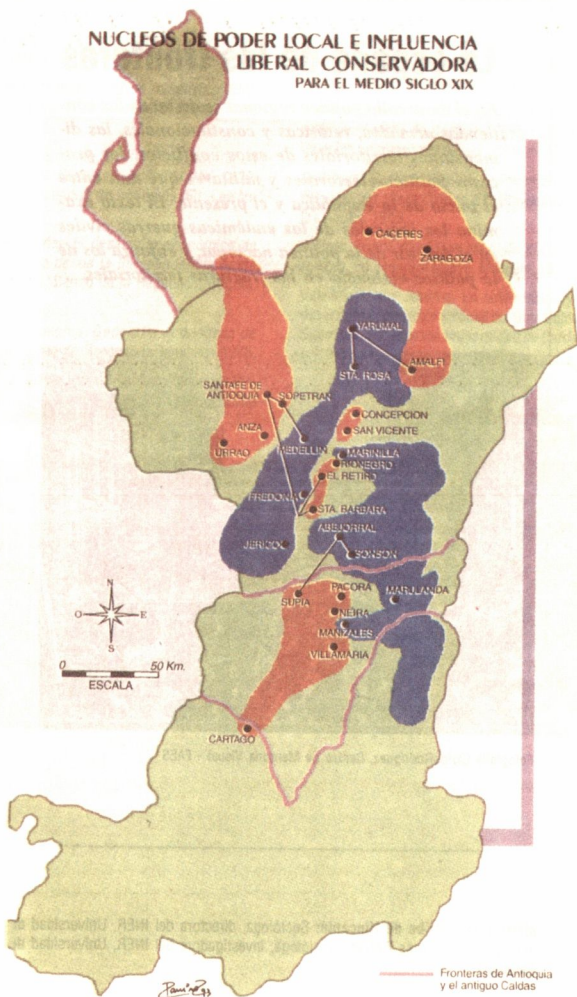 NUCLEOS DE PODER LOCAL E INFLUENCIA
LIBERAL CONSERVADORA
PARA EL MEDIO SIGLO XIX
CACERES
ZARAGOZA
YARUMAL
AMALFI
STA. ROSA
SANTAFE DE
ANTIOQUIA
SOPETRAN
CONCEPCION
SAN VICENTE
ANZA
URRAO
MEDELLIN
MARINILLA
RIONEGRO
EL RETIRO
FREDONIA
STA. BARBARA
ABEJORRAL
JERICO
SONSON
SUPIA
PACORA
MARULANDA
NEIRA
MANIZALES
VILLAMARIA
CARTAGO
N
O
E
S
0 50 Km.
ESCALA
Fronteras de Antioquia
y el antiguo Caldas